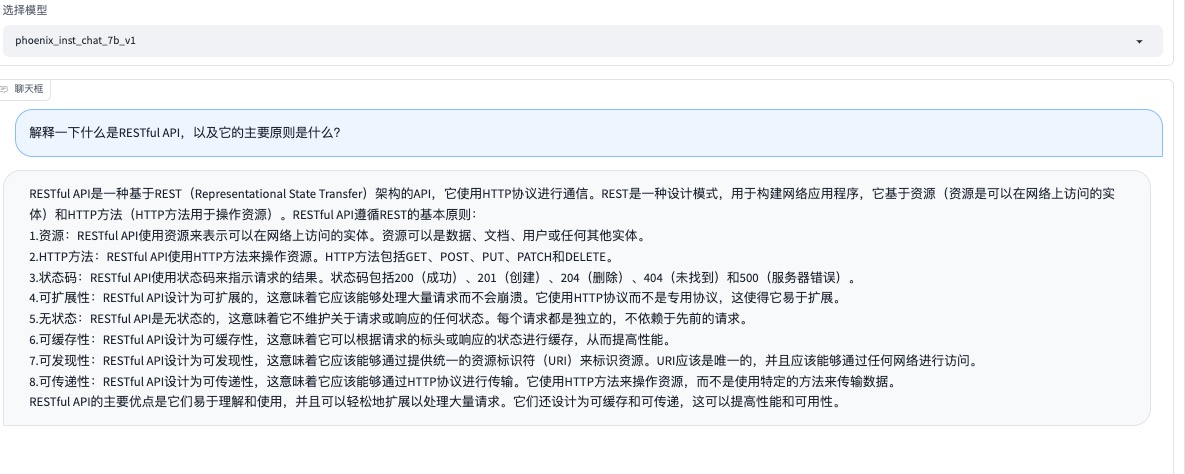 选择模型
phoenix_inst_chat_7b_v1
聊天框
解释一下什么是RESTful API，以及它的主要原则是什么?
RESTful API是一种基于REST（Representational State Transfer）架构的API，它使用HTTP协议进行通信。REST是一种设计模式，用于构建网络应用程序，它基于资源（资源是可以在网络上访问的实
体）和HTTP方法（HTTP方法用于操作资源）。RESTful API遵循REST的基本原则：
1.资源：RESTful API使用资源来表示可以在网络上访问的实体。资源可以是数据、文档、用户或任何其他实体。
2.HTTP方法：RESTful API使用HTTP方法来操作资源。HTTP方法包括GET、POST、PUT、PATCH和DELETE。
3.状态码：RESTful API使用状态码来指示请求的结果。状态码包括200（成功）、201（创建）、204（删除）、404（未找到）和500（服务器错误）。
4.可扩展性：RESTful API设计为可扩展的，这意味着它应该能够处理大量请求而不会崩溃。它使用HTTP协议而不是专用协议，这使得它易于扩展。
5.无状态：RESTful API是无状态的，这意味着它不维护关于请求或响应的任何状态。每个请求都是独立的，不依赖于先前的请求。
6.可缓存性：RESTful API设计为可缓存性，这意味着它可以根据请求的标头或响应的状态进行缓存，从而提高性能。
7.可发现性：RESTful API设计为可发现性，这意味着它应该能够通过提供统一的资源标识符（URI）来标识资源。URI应该是唯一的，并且应该能够通过任何网络进行访问。
8.可传递性：RESTful API设计为可传递性，这意味着它应该能够通过HTTP协议进行传输。它使用HTTP方法来操作资源，而不是使用特定的方法来传输数据。
RESTful API的主要优点是它们易于理解和使用，并且可以轻松地扩展以处理大量请求。它们还设计为可缓存和可传递，这可以提高性能和可用性。